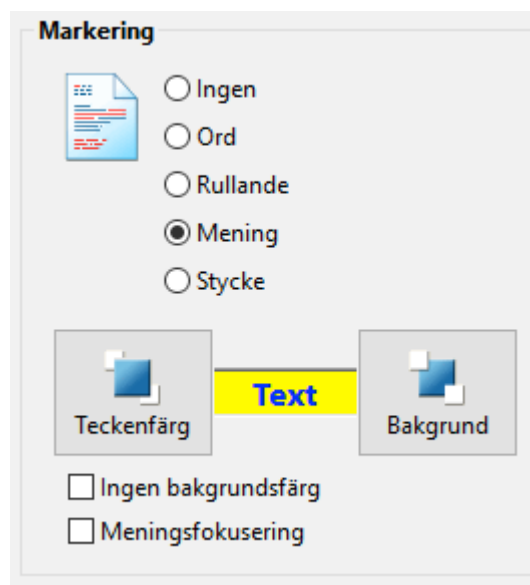 Markering
Ingen
Ord
Rullande
Mening
Stycke
Text
Teckenfärg
Bakgrund
Ingen bakgrundsfärg
Meningsfokusering